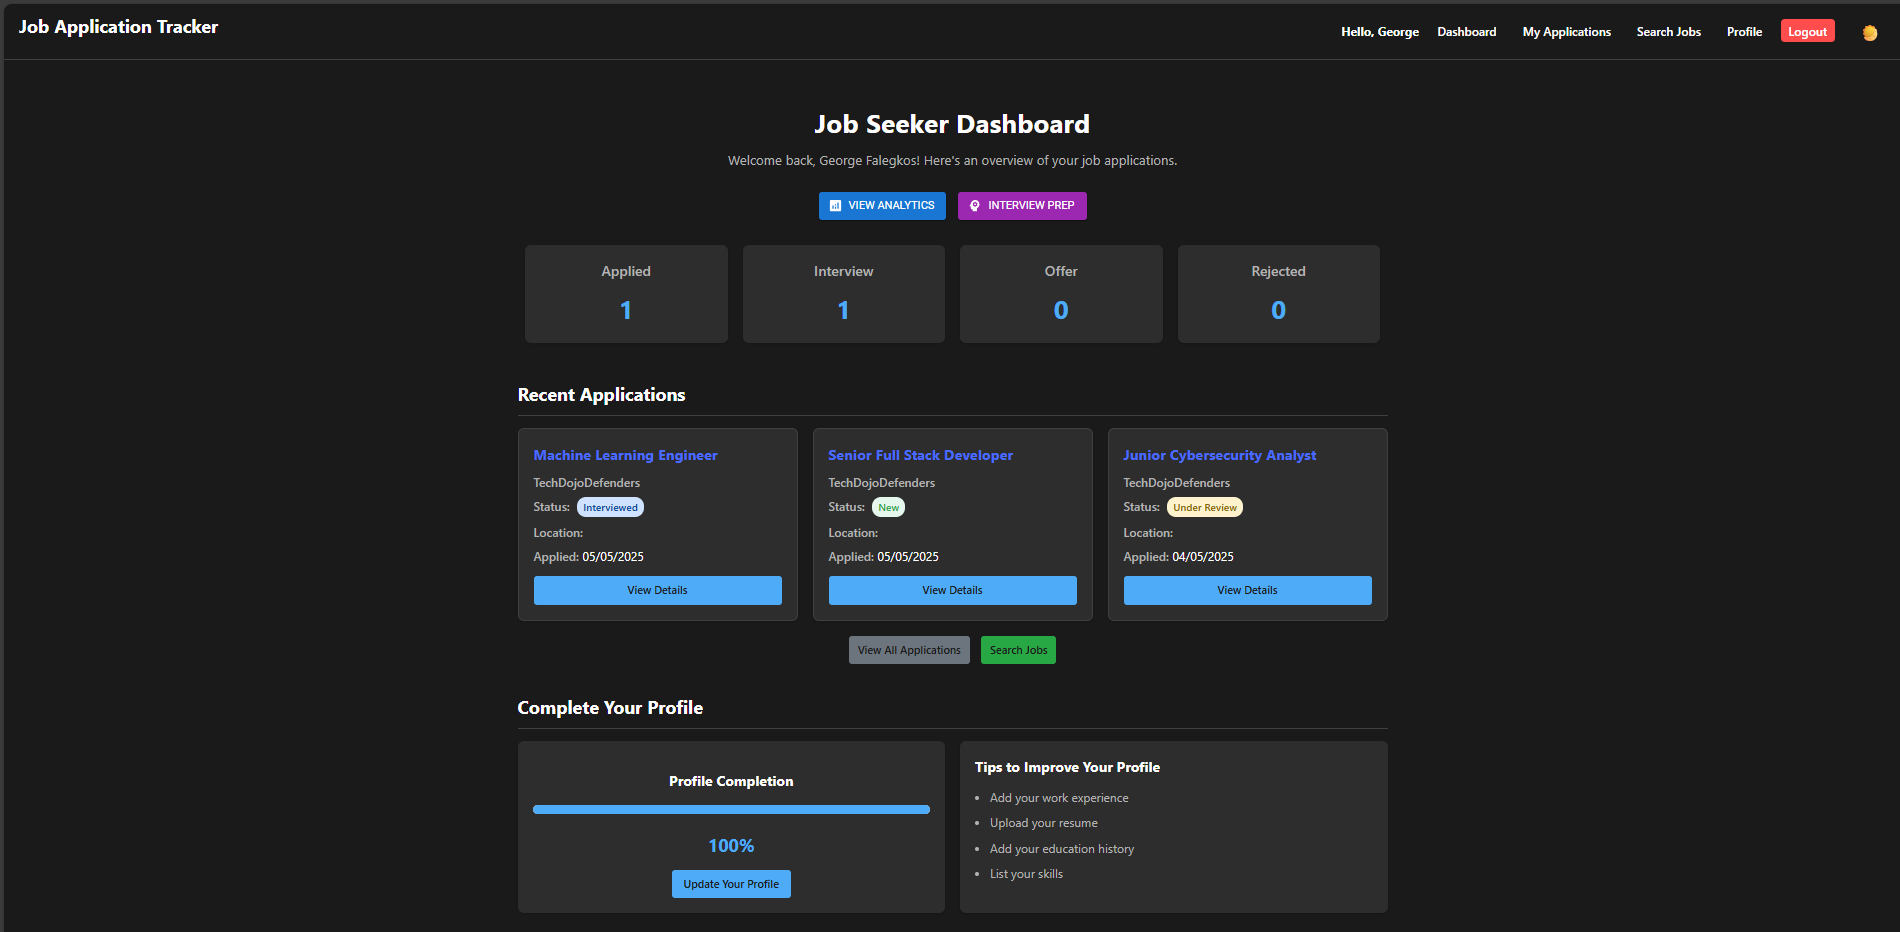 Job Application Tracker
Hello, George Dashboard My Applications Search Jobs Profile Logout
Job Seeker Dashboard
Welcome back, George Falegkos! Here's an overview of your job applications.
VIEW ANALYTICS INTERVIEW PREP
Applied Interview Offer Rejected
1 1 0 0
Recent Applications
Machine Learning Engineer
TechDojoDefenders
Status: Interviewed
Location:
Applied: 05/05/2025
View Details
Senior Full Stack Developer
TechDojoDefenders
Status: New
Location:
Applied: 05/05/2025
View Details
Junior Cybersecurity Analyst
TechDojoDefenders
Status: Under Review
Location:
Applied: 04/05/2025
View Details
View All Applications Search Jobs
Complete Your Profile
Profile Completion
100%
Update Your Profile
Tips to Improve Your Profile
• Add your work experience
• Upload your resume
• Add your education history
• List your skills